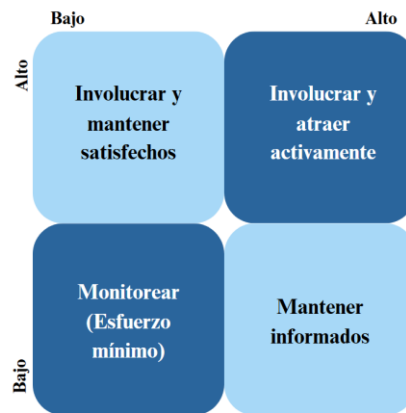 Bajo
Alto
Alto
Involucrar y
mantener
satisfechos
Involucrar y
atraer
activamente
Bajo
Monitorear
(Esfuerzo
mínimo)
Mantener
informados